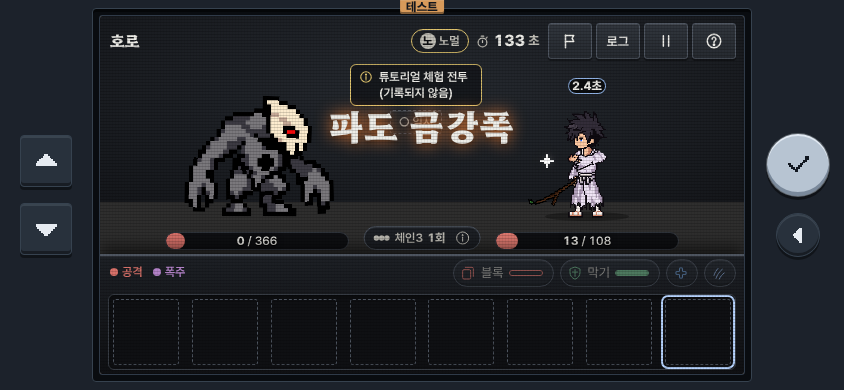 테스트
호로
노 노멀
133 초
로그
튜토리얼 체험 전투
(기록되지 않음)
2.4초
파도 금강폭
0 / 366
체인3 1회
13 / 108
공격
폭주
블록
막기